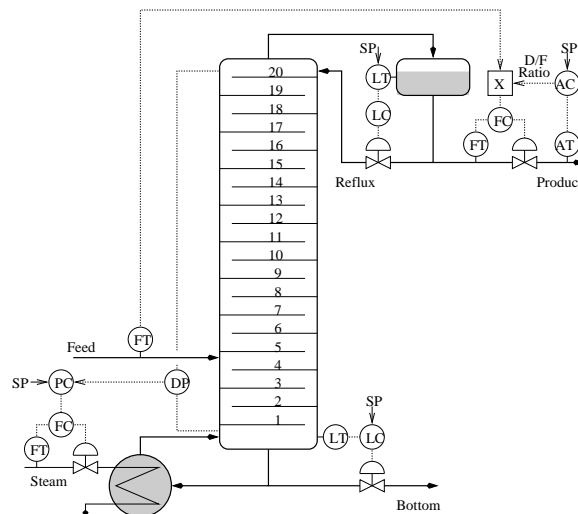 SP
SP
D/F
Ratio
LT
X
AC
LC
FC
FT
AT
Reflux
Product
20
19
18
17
16
15
14
13
12
11
10
9
8
7
6
5
4
3
2
1
FT
Feed
SP
PC
DP
FC
FT
Steam
SP
LT
LC
Bottom